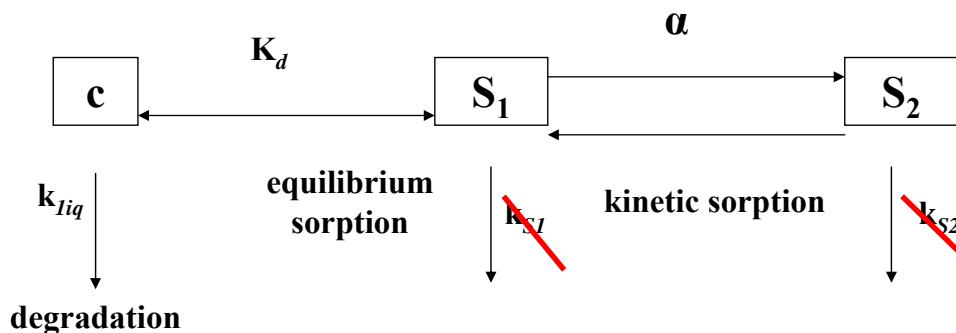 α
K_d
c
S_1
S_2
equilibrium
sorption
kinetic sorption
k_1iq
k_S1
k_S2
degradation